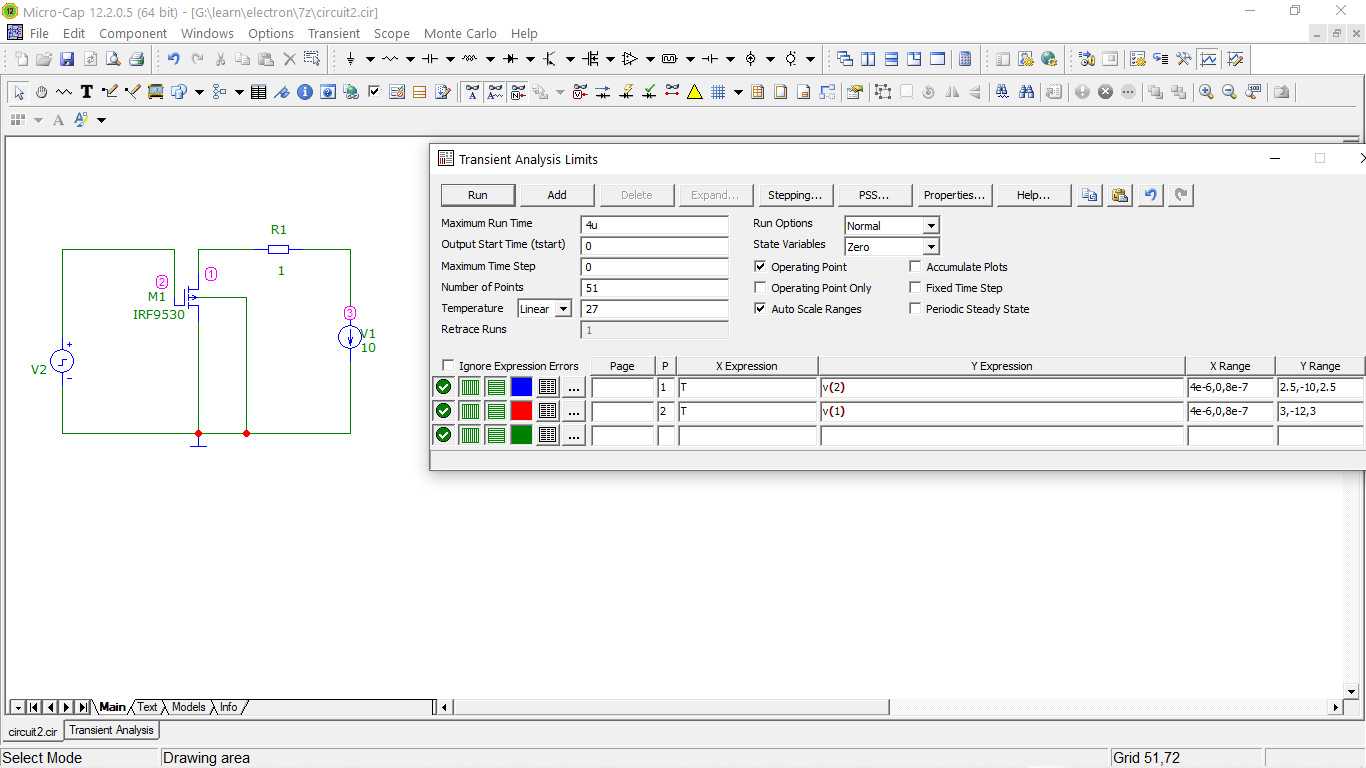 Micro-Cap 12.2.0.5 (64 bit) - [G:\learn\electron\7z\circuit2.cir]
File Edit Component Windows Options Transient Scope Monte Carlo Help
Transient Analysis Limits
Run Add Delete Expand... Stepping... PSS... Properties... Help...
Maximum Run Time 4u Run Options Normal
Output Start Time (tstart) 0 State Variables Zero
Maximum Time Step 0 Operating Point Accumulate Plots
Number of Points 51 Operating Point Only Fixed Time Step
Temperature Linear 27 Auto Scale Ranges Periodic Steady State
Retrace Runs 1
Ignore Expression Errors Page P X Expression Y Expression X Range Y Range
... 1 T v(2) 4e-6,0,8e-7 2.5,-10,2.5
... 2 T v(1) 4e-6,0,8e-7 3,-12,3
...
R1
1
1
2
M1
IRF9530
3
V1
10
V2
+
-
Main Text Models Info
circuit2.cir Transient Analysis
Select Mode Drawing area Grid 51,72